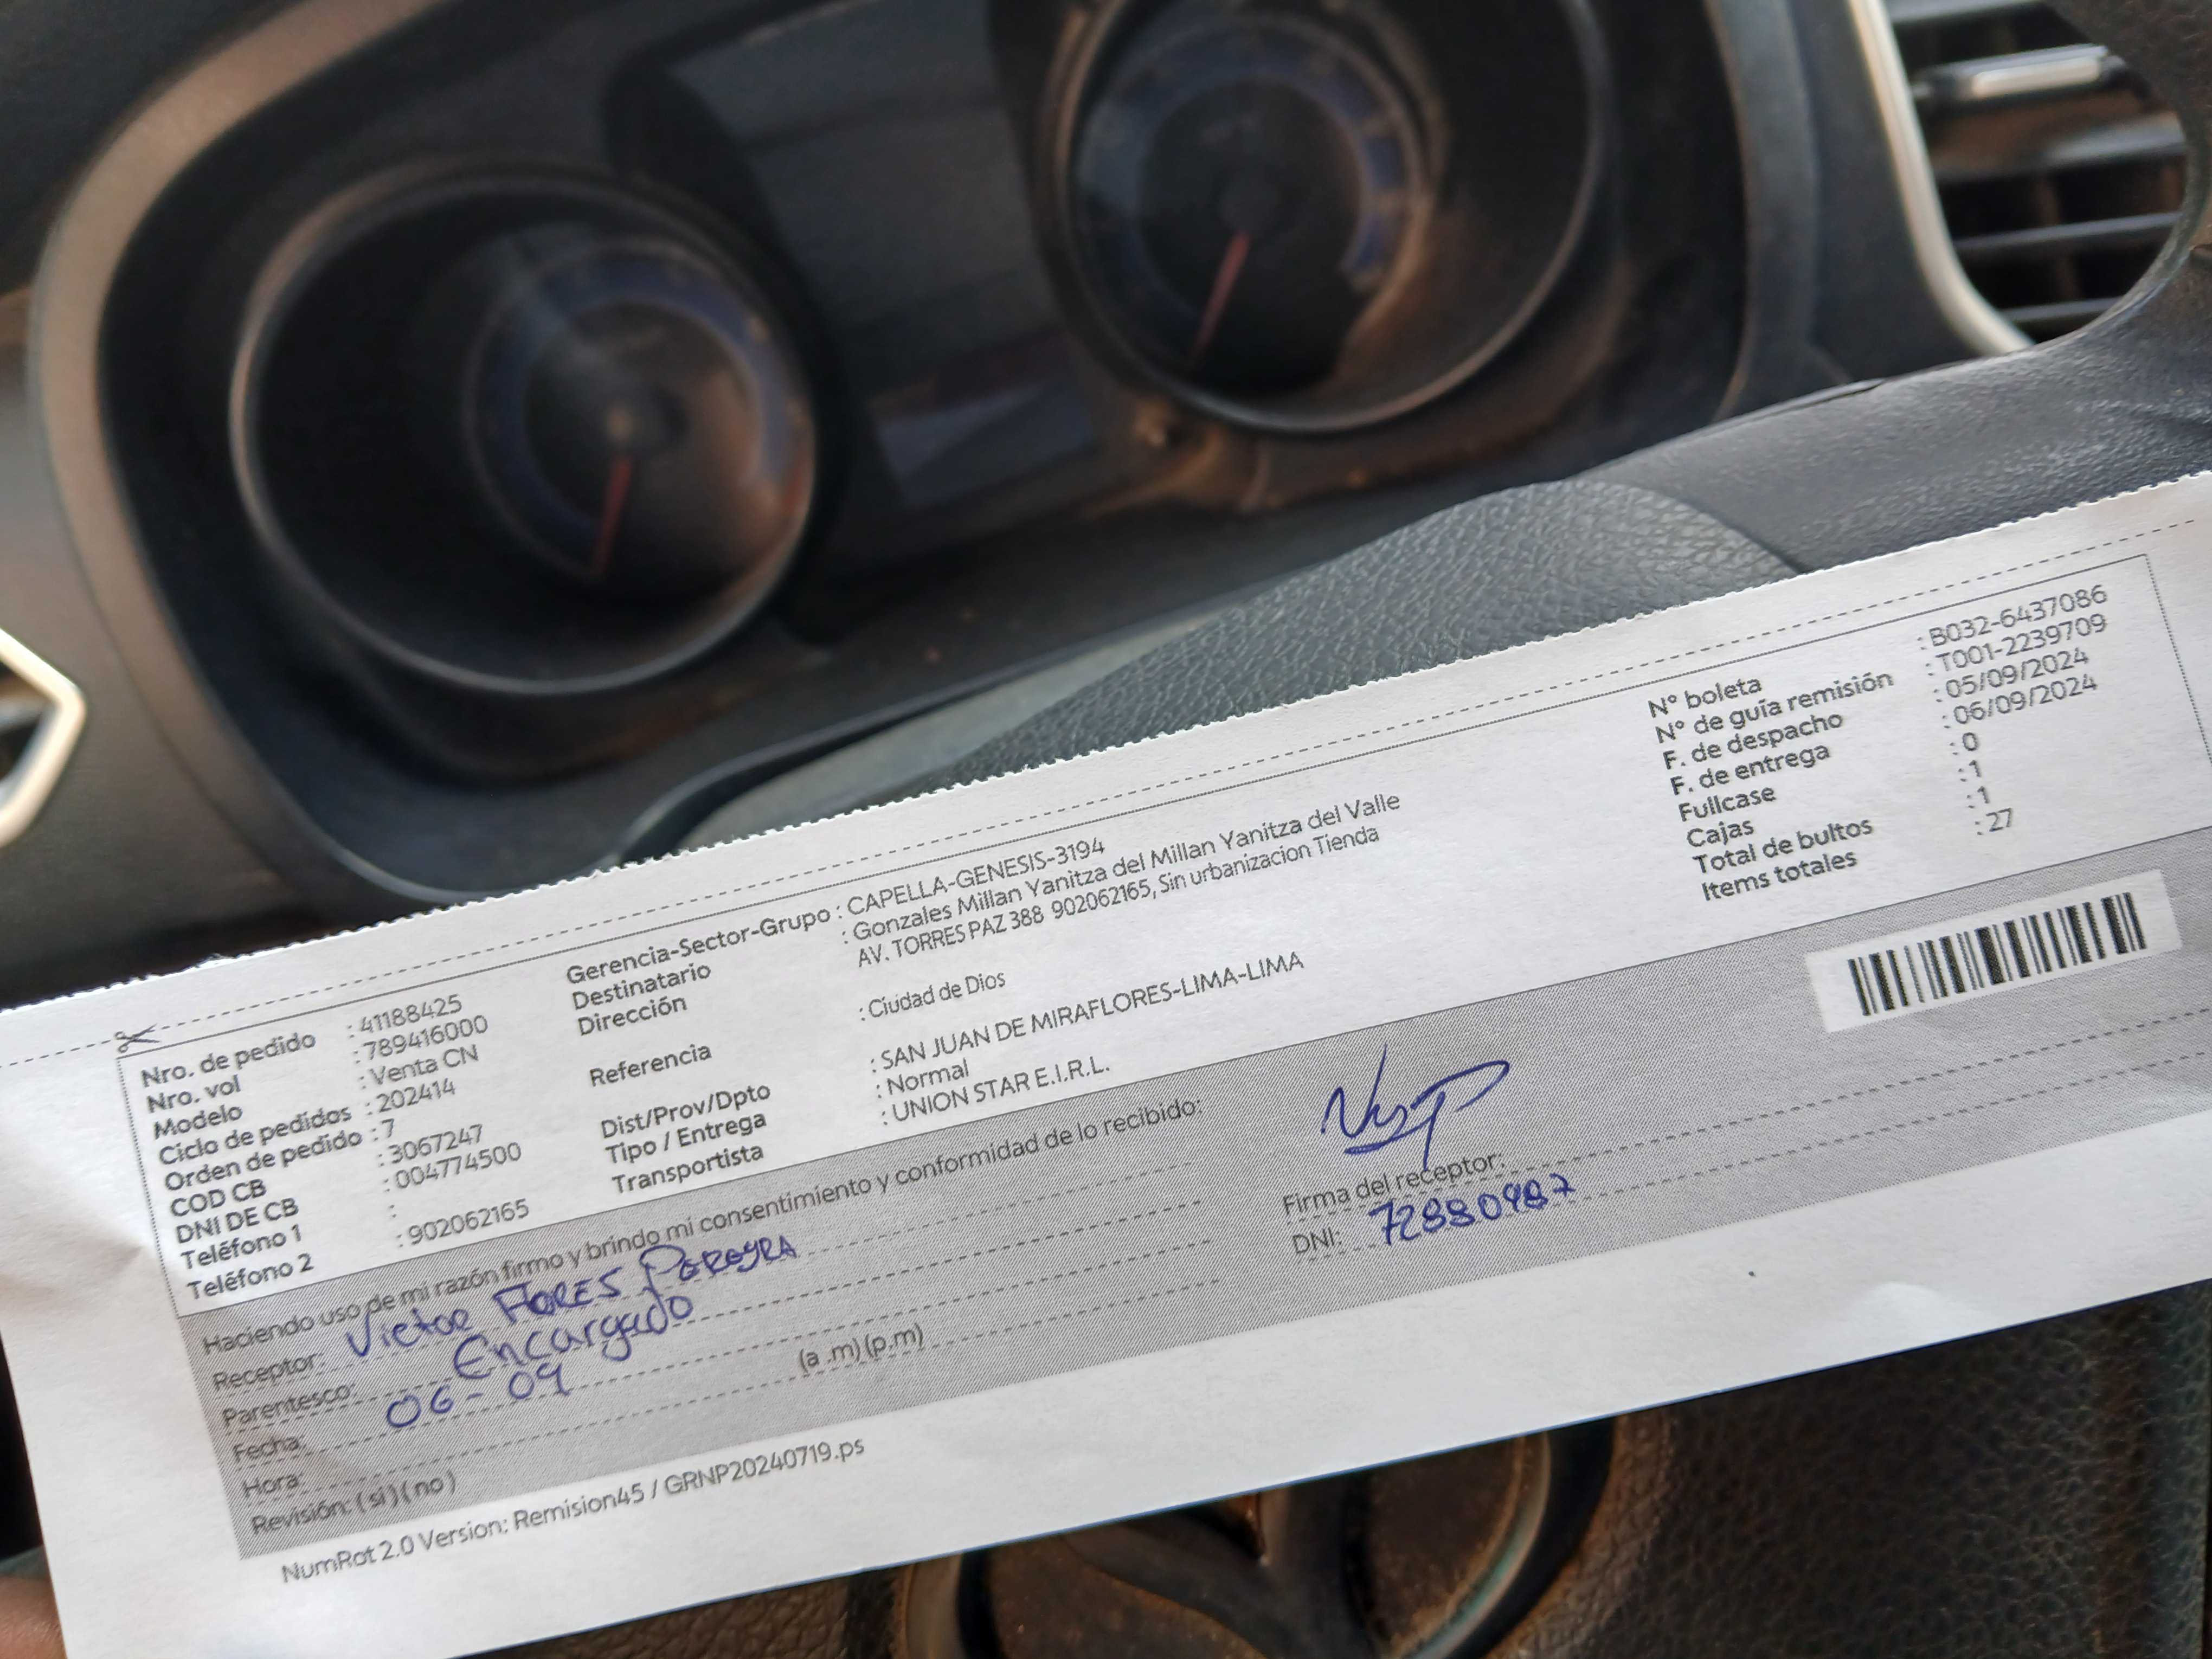 Nro. de pedido : 41188425
Nro. vol : 789416000
Modelo : Venta CN
Ciclo de pedidos : 202414
Orden de pedido : 7
COD CB : 3067247
DNI DE CB : 004774500
Teléfono 1 :
Teléfono 2 : 902062165
Gerencia-Sector-Grupo : CAPELLA-GENESIS-3194
Destinatario : Gonzales Millan Yanitza del Millan Yanitza del Valle
Dirección AV. TORRES PAZ 388 902062165, Sin urbanizacion Tienda
Referencia : Ciudad de Dios
Dist/Prov/Dpto : SAN JUAN DE MIRAFLORES-LIMA-LIMA
Tipo / Entrega : Normal
Transportista : UNION STAR E.I.R.L.
N° boleta : B032-6437086
N° de guía remisión : T001-2239709
F. de despacho : 05/09/2024
F. de entrega : 06/09/2024
Fullcase : 0
Cajas : 1
Total de bultos : 1
Items totales : 27
Haciendo uso de mi razón firmo y brindo mi consentimiento y conformidad de lo recibido:
Receptor: Victor FLORES PEREYRA
Parentesco: Encargado
Fecha: 06-09
Hora: (a .m) (p.m)
Revisión: ( si ) ( no )
Firma del receptor:
DNI:
NumRot 2.0 Version: Remision45 / GRNP20240719.ps